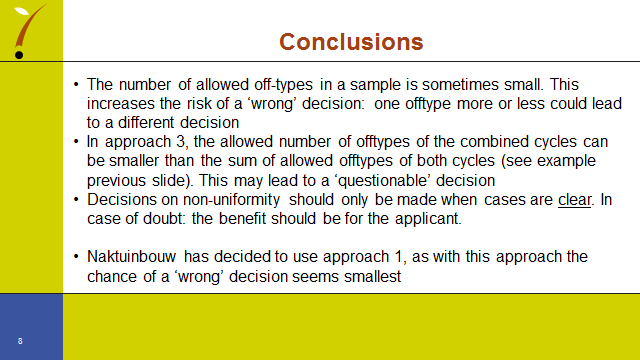 Conclusions
• The number of allowed off-types in a sample is sometimes small. This
increases the risk of a ‘wrong’ decision: one offtype more or less could lead
to a different decision
• In approach 3, the allowed number of offtypes of the combined cycles can
be smaller than the sum of allowed offtypes of both cycles (see example
previous slide). This may lead to a ‘questionable’ decision
• Decisions on non-uniformity should only be made when cases are clear. In
case of doubt: the benefit should be for the applicant.
• Naktuinbouw has decided to use approach 1, as with this approach the
chance of a ‘wrong’ decision seems smallest
8